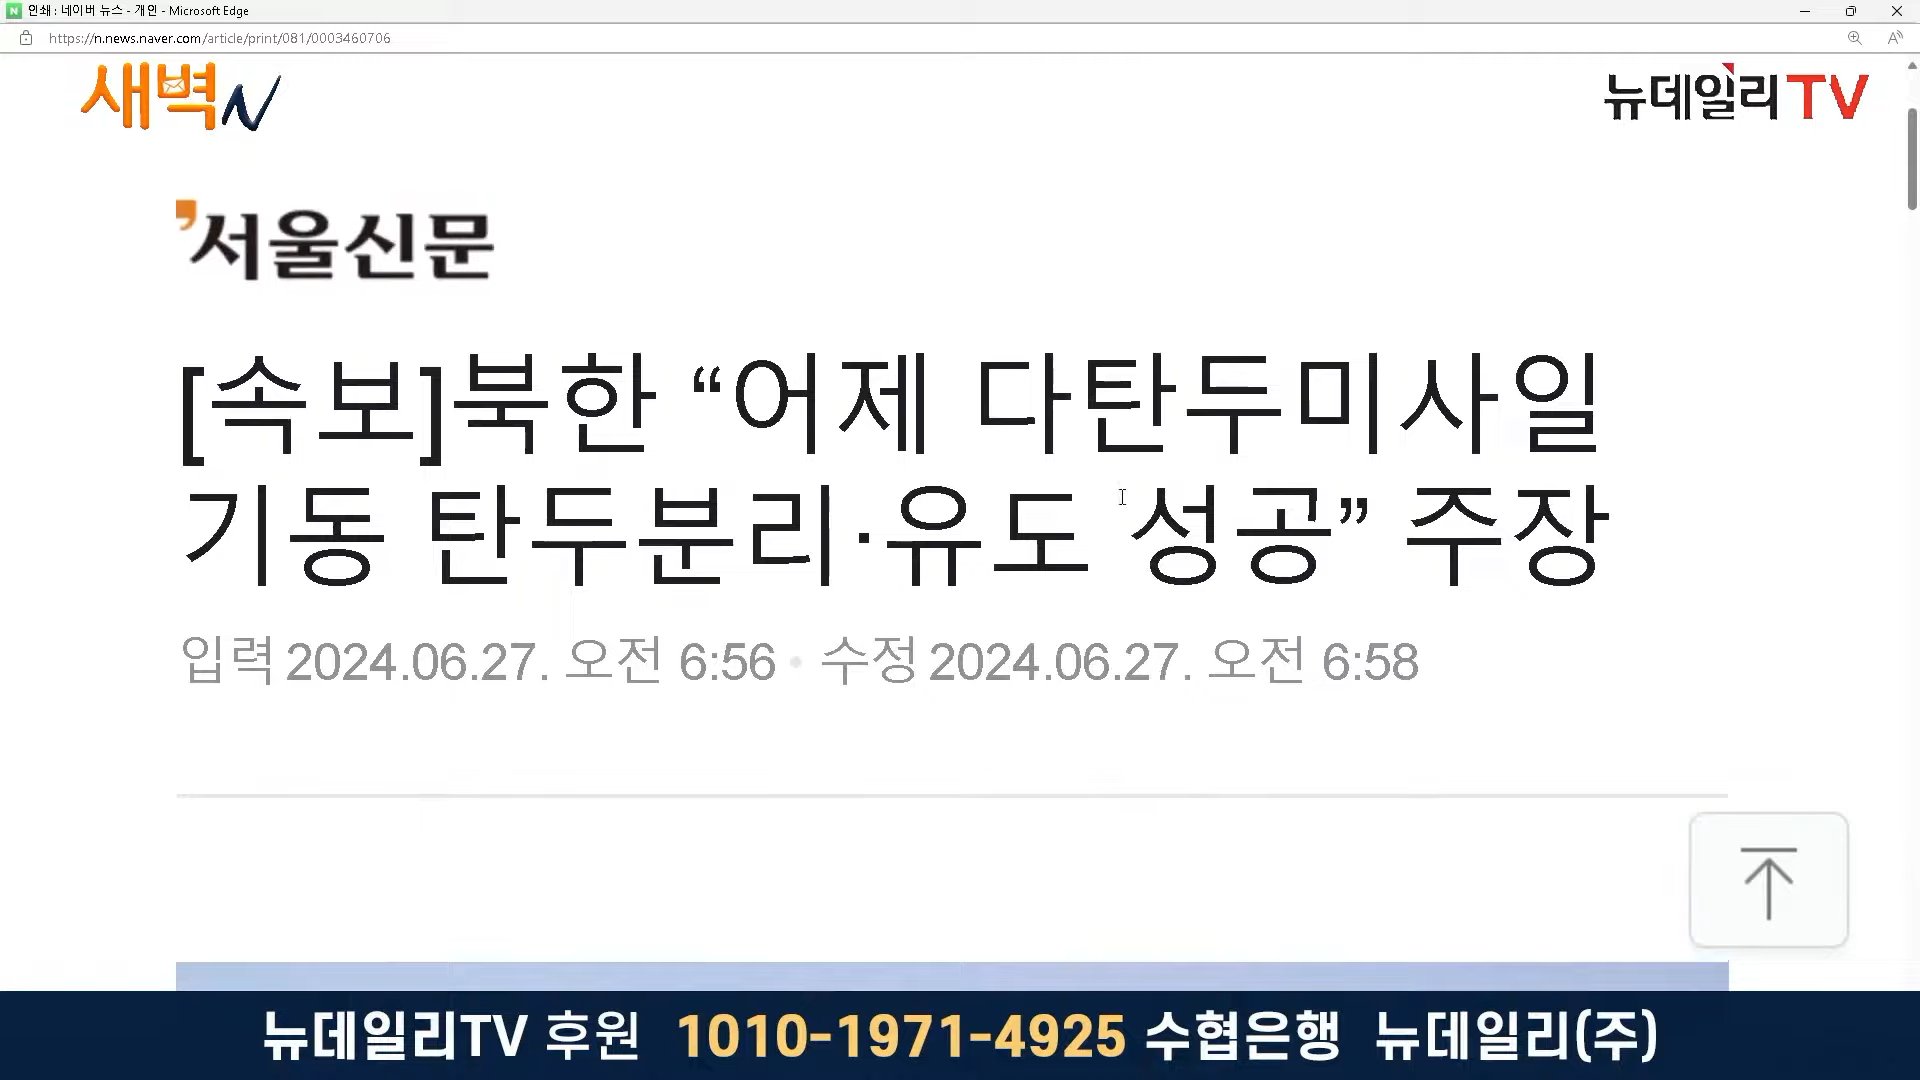 인쇄 : 네이버 뉴스 - 개인 - Microsoft Edge
https://n.news.naver.com/article/print/081/0003460706
새벽N
뉴데일리TV
서울신문
[속보]북한 “어제 다탄두미사일
기동 탄두분리·유도 성공” 주장
입력 2024.06.27. 오전 6:56 • 수정 2024.06.27. 오전 6:58
뉴데일리TV 후원 1010-1971-4925 수협은행 뉴데일리(주)